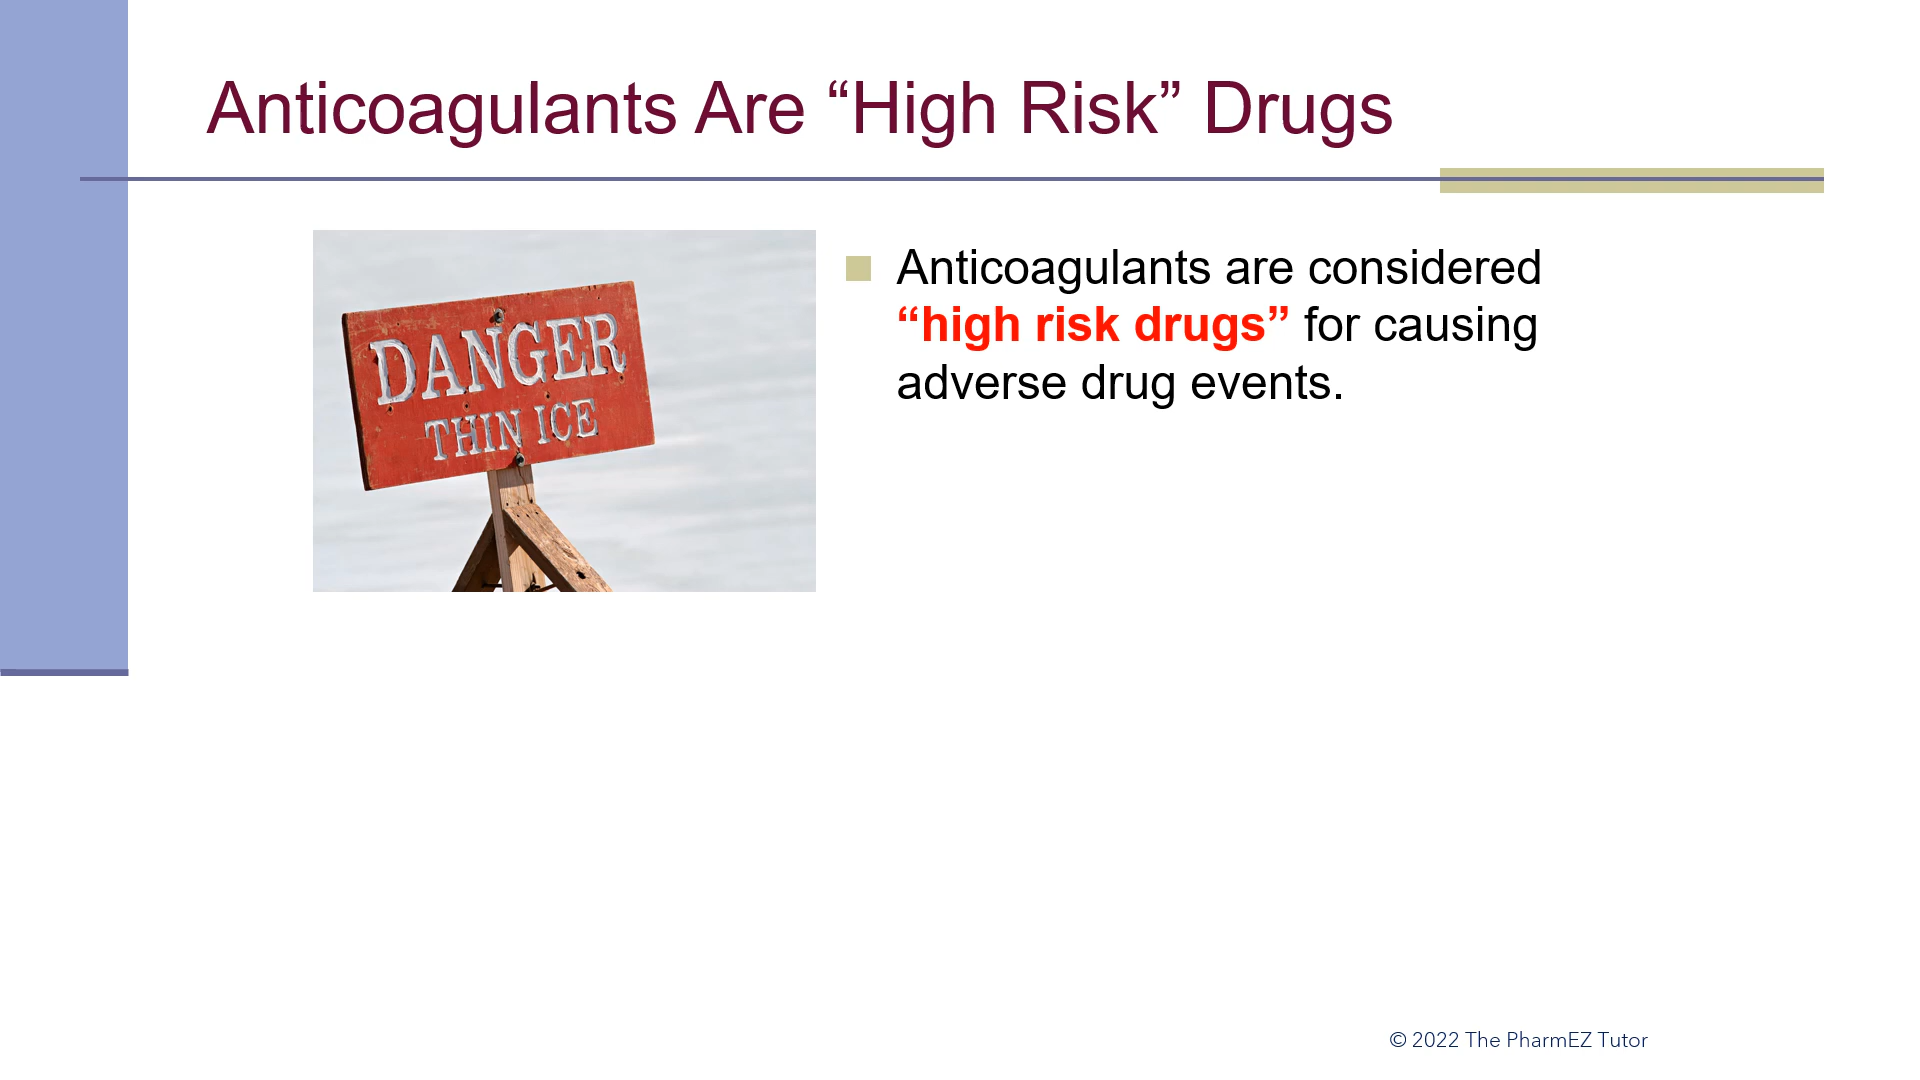 Anticoagulants Are “High Risk” Drugs
DANGER
THIN ICE
Anticoagulants are considered
“high risk drugs” for causing
adverse drug events.
© 2022 The PharmEZ Tutor